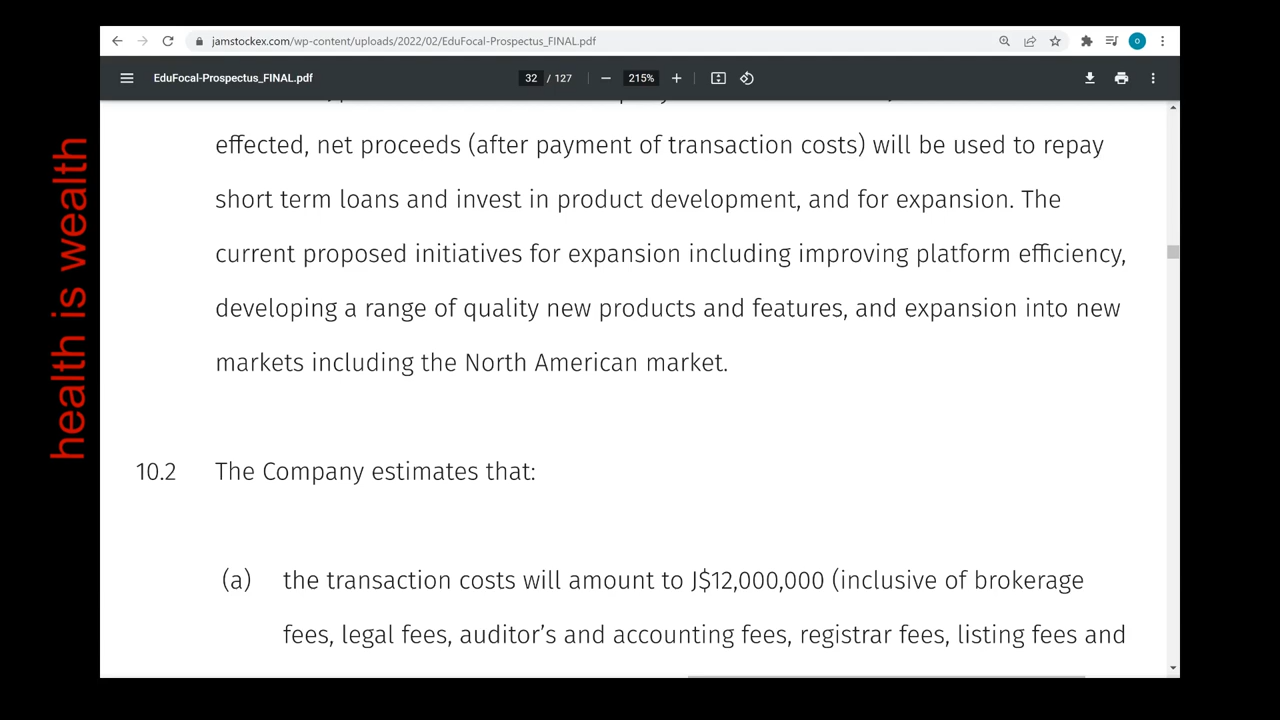 jamstockex.com/wp-content/uploads/2022/02/EduFocal-Prospectus_FINAL.pdf
o
EduFocal-Prospectus_FINAL.pdf
32 / 127
215%
health is wealth
effected, net proceeds (after payment of transaction costs) will be used to repay
short term loans and invest in product development, and for expansion. The
current proposed initiatives for expansion including improving platform efficiency,
developing a range of quality new products and features, and expansion into new
markets including the North American market.
10.2 The Company estimates that:
(a) the transaction costs will amount to J$12,000,000 (inclusive of brokerage
fees, legal fees, auditor’s and accounting fees, registrar fees, listing fees and